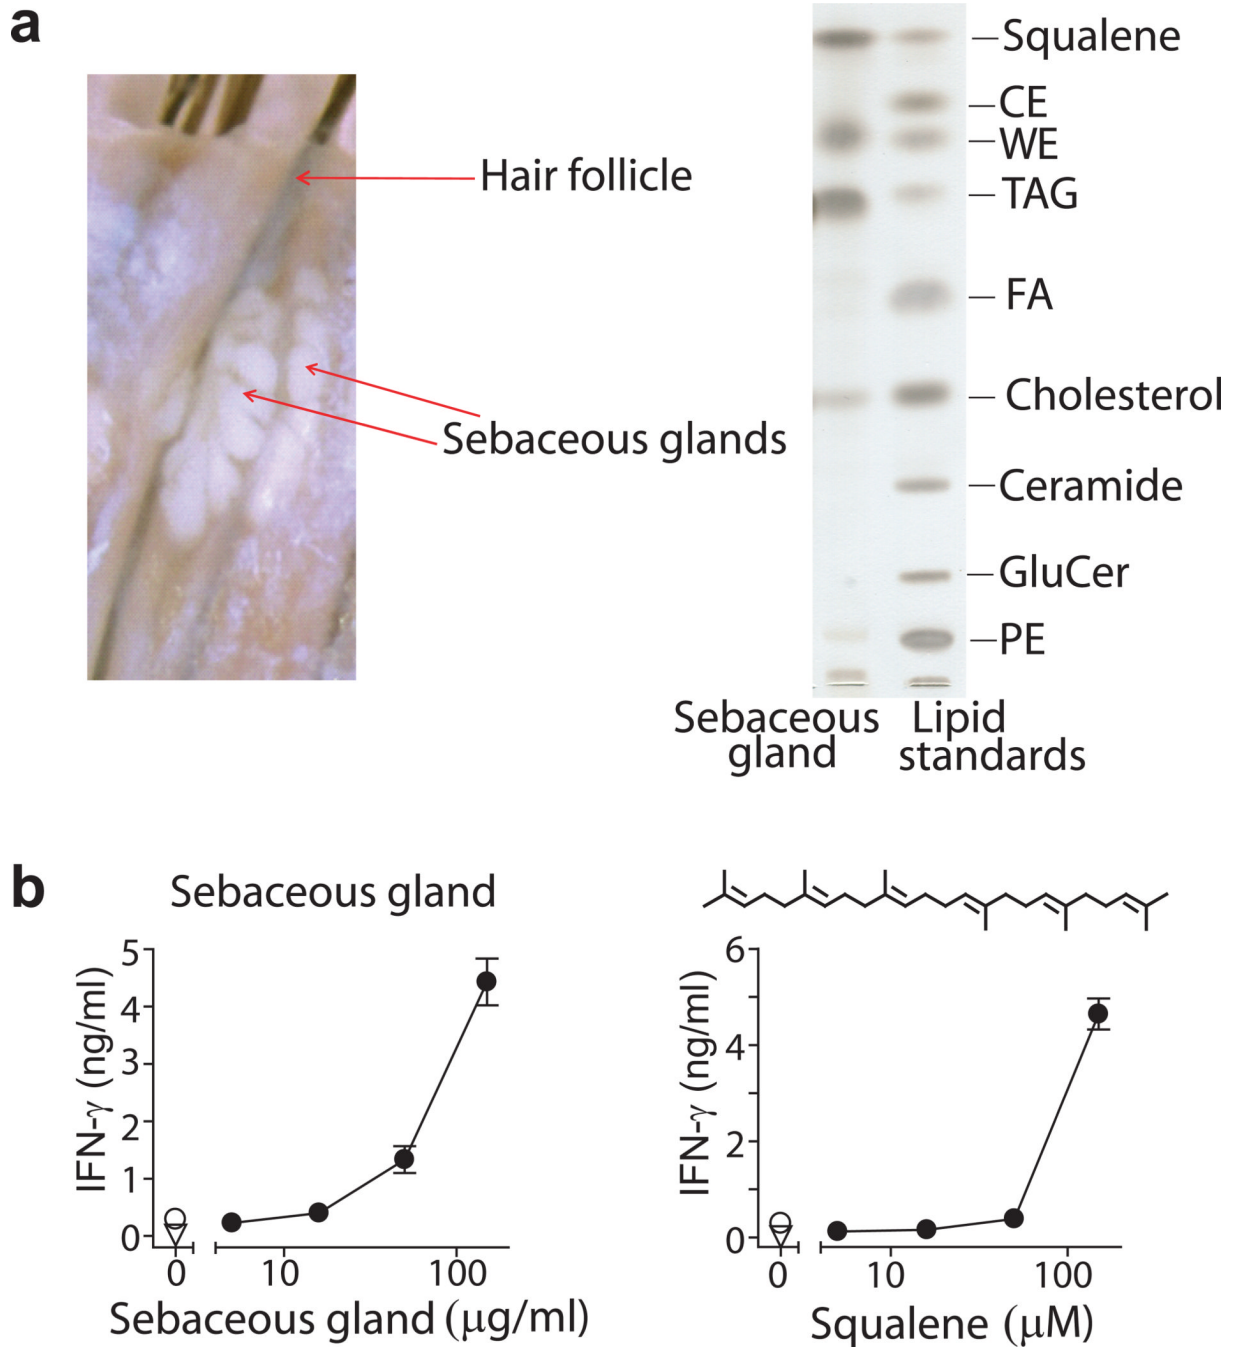 a
Hair follicle
Sebaceous glands
Squalene
CE
WE
TAG
FA
Cholesterol
Ceramide
GluCer
PE
Sebaceous
gland
Lipid
standards
b
Sebaceous gland
IFN-γ (ng/ml)
5
4
3
2
1
0
0
10
100
Sebaceous gland (μg/ml)
IFN-γ (ng/ml)
6
4
2
0
0
10
100
Squalene (μM)